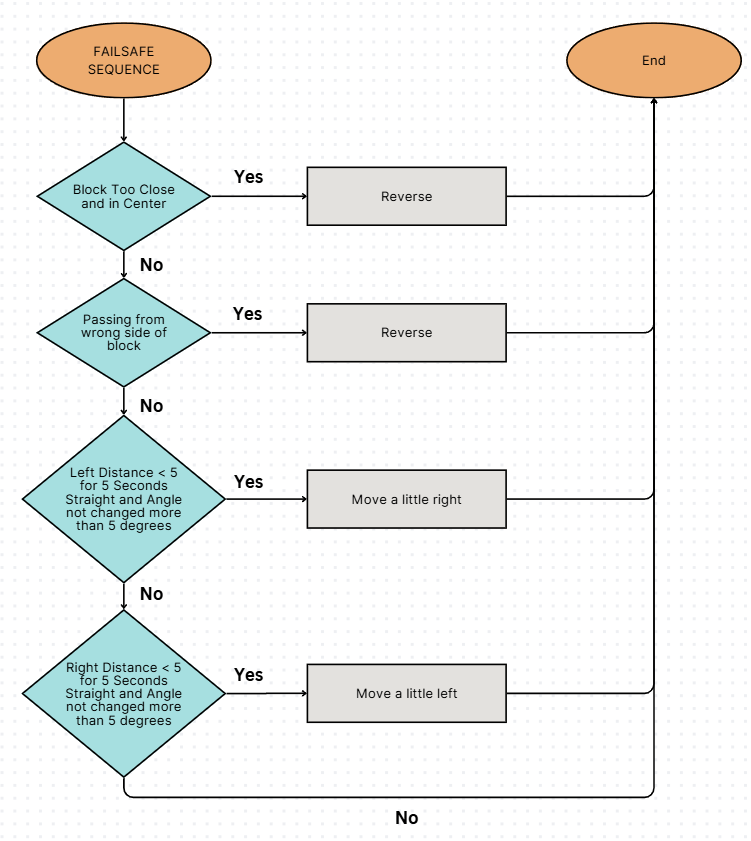 FAILSAFE
SEQUENCE
End
Block Too Close
and in Center
Yes
Reverse
No
Passing from
wrong side of
block
Yes
Reverse
No
Left Distance < 5
for 5 Seconds
Straight and Angle
not changed more
than 5 degrees
Yes
Move a little right
No
Right Distance < 5
for 5 Seconds
Straight and Angle
not changed more
than 5 degrees
Yes
Move a little left
No